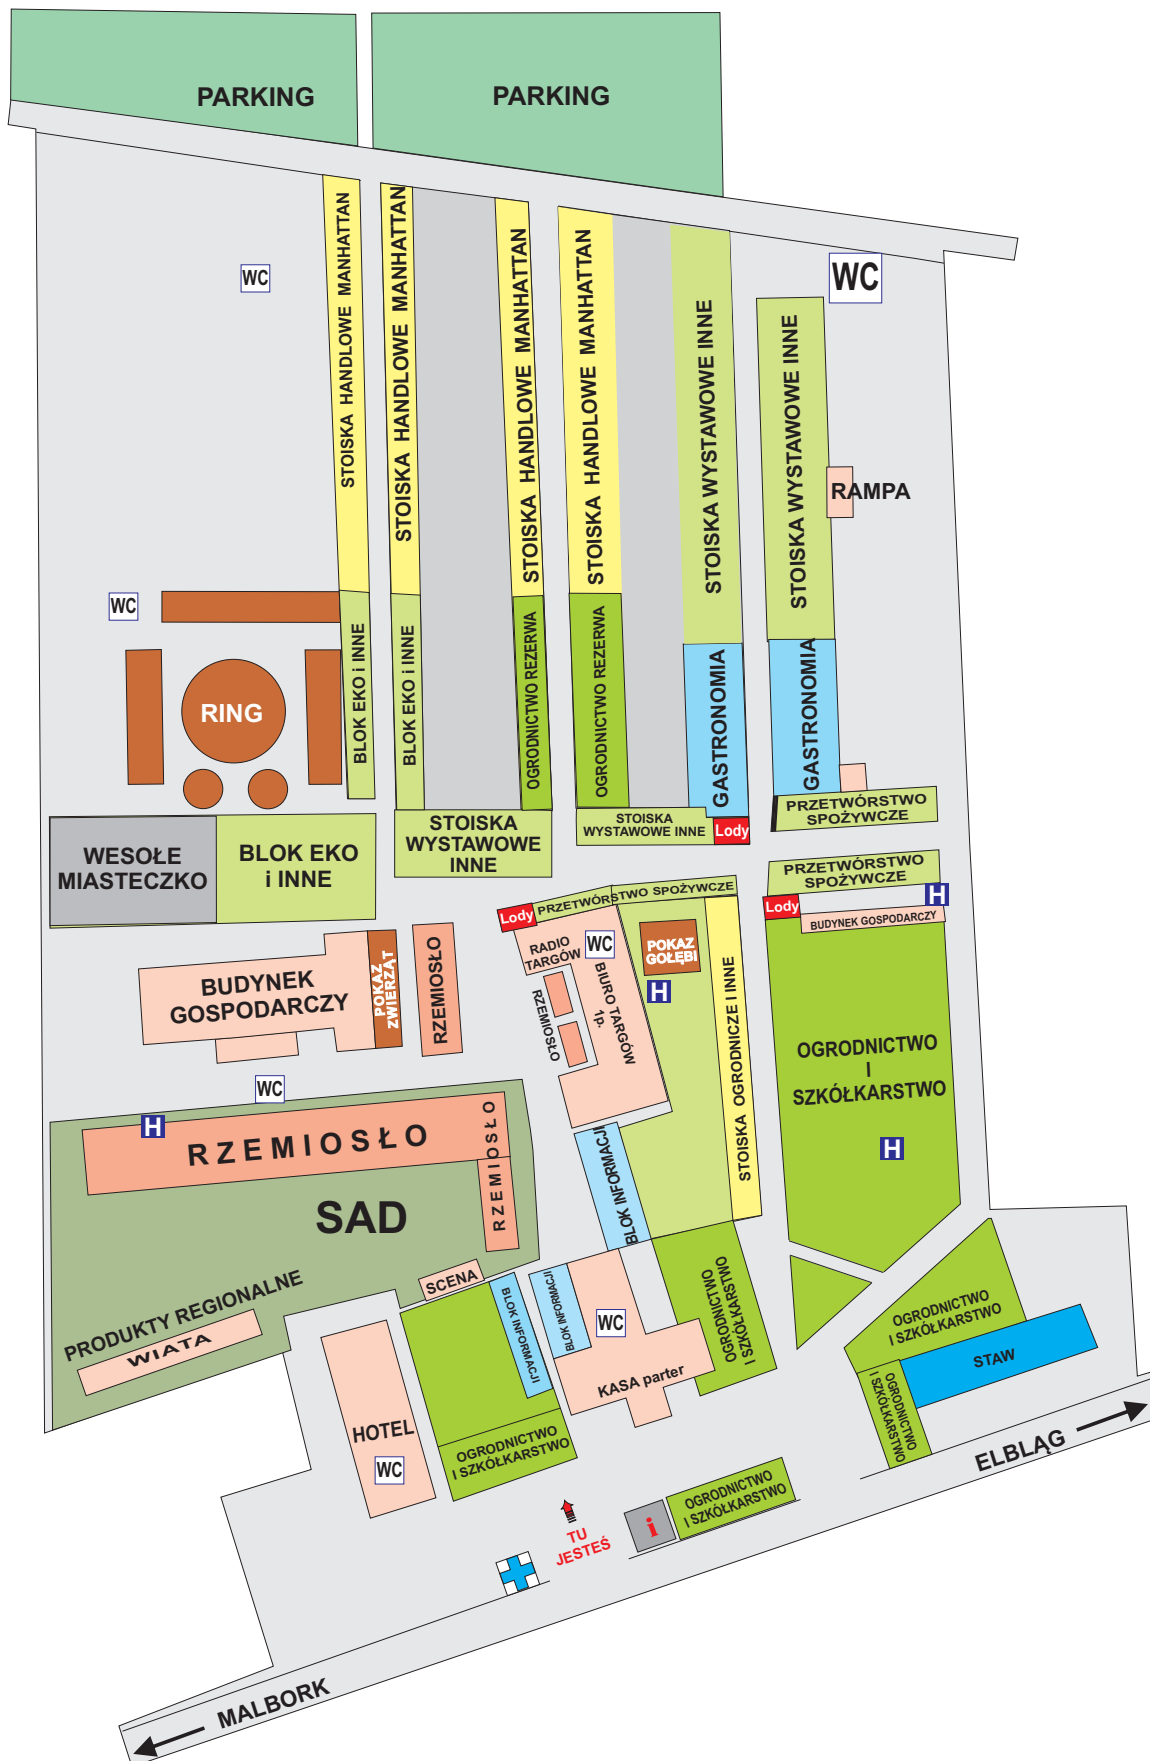 PARKING
PARKING
STOISKA HANDLOWE MANHATTAN
STOISKA HANDLOWE MANHATTAN
STOISKA HANDLOWE MANHATTAN
STOISKA HANDLOWE MANHATTAN
STOISKA WYSTAWOWE INNE
STOISKA WYSTAWOWE INNE
WC
WC
RAMPA
WC
RING
BLOK EKO i INNE
BLOK EKO i INNE
OGRODNICTWO REZERWA
OGRODNICTWO REZERWA
GASTRONOMIA
GASTRONOMIA
WESOŁE
MIASTECZKO
BLOK EKO
i INNE
STOISKA
WYSTAWOWE
INNE
STOISKA
WYSTAWOWE INNE
Lody
PRZETWÓRSTWO
SPOŻYWCZE
PRZETWÓRSTWO
SPOŻYWCZE
Lody
H
BUDYNEK GOSPODARCZY
Lody
PRZETWÓRSTWO SPOŻYWCZE
RADIO
TARGÓW
WC
POKAZ
GOŁĘBI
H
BIURO TARGÓW
1p.
RZEMIOSŁO
STOISKA OGRODNICZE I INNE
BUDYNEK
GOSPODARCZY
POKAZ
ZWIERZĄT
RZEMIOSŁO
OGRODNICTWO
I
SZKÓŁKARSTWO
H
WC
H
RZEMIOSŁO
RZEMIOSŁO
SAD
BLOK INFORMACJI
PRODUKTY REGIONALNE
WIATA
SCENA
BLOK INFORMACJI
BLOK INFORMACJI
WC
KASA parter
OGRODNICTWO
I SZKÓŁKARSTWO
OGRODNICTWO
I SZKÓŁKARSTWO
STAW
OGRODNICTWO
I SZKÓŁKARSTWO
HOTEL
WC
OGRODNICTWO
I SZKÓŁKARSTWO
ELBLĄG
OGRODNICTWO
I SZKÓŁKARSTWO
i
TU
JESTEŚ
MALBORK